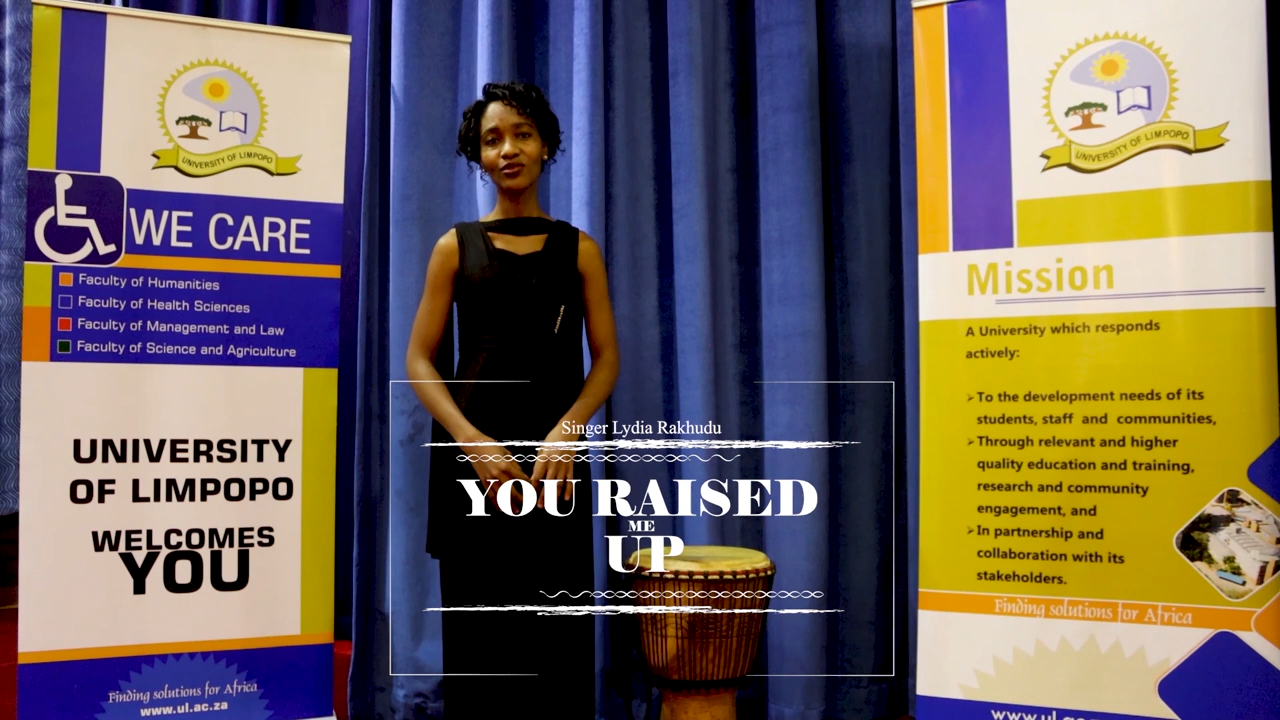 UNIVERSITY OF LIMPOPO
WE CARE
Faculty of Humanities
Faculty of Health Sciences
Faculty of Management and Law
Faculty of Science and Agriculture
UNIVERSITY
OF LIMPOPO
WELCOMES
YOU
Finding solutions for Africa
www.ul.ac.za
Singer Lydia Rakhudu
YOU RAISED
ME
UP
UNIVERSITY OF LIMPOPO
Mission
A University which responds
actively:
➢To the development needs of its
students, staff and communities,
➢Through relevant and higher
quality education and training,
research and community
engagement, and
➢In partnership and
collaboration with its
stakeholders.
Finding solutions for Africa